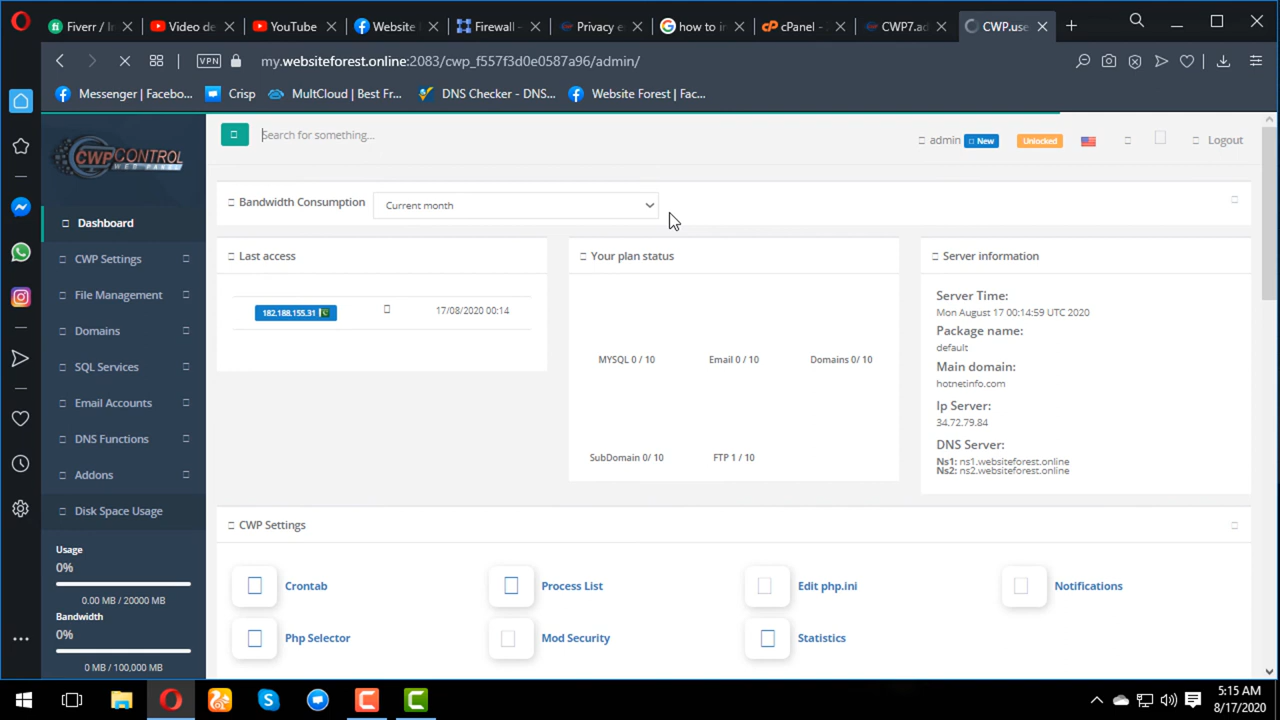 Fiverr / In
Video de
YouTube
Website
Firewall -
Privacy e
how to in
cPanel -
CWP7.ad
CWP.use
VPN
my.websiteforest.online:2083/cwp_f557f3d0e0587a96/admin/
Messenger | Facebo...
Crisp
MultCloud | Best Fr...
DNS Checker - DNS...
Website Forest | Fac...
CWPCONTROL
WEB PANEL
Search for something...
admin
New
Unlocked
Logout
Dashboard
CWP Settings
File Management
Domains
SQL Services
Email Accounts
DNS Functions
Addons
Disk Space Usage
Usage
0%
0.00 MB / 20000 MB
Bandwidth
0%
0 MB / 100,000 MB
Bandwidth Consumption
Current month
Last access
182.188.155.31
17/08/2020 00:14
Your plan status
MYSQL 0 / 10
Email 0 / 10
Domains 0/ 10
SubDomain 0/ 10
FTP 1 / 10
Server information
Server Time:
Mon August 17 00:14:59 UTC 2020
Package name:
default
Main domain:
hotnetinfo.com
Ip Server:
34.72.79.84
DNS Server:
Ns1: ns1.websiteforest.online
Ns2: ns2.websiteforest.online
CWP Settings
Crontab
Process List
Edit php.ini
Notifications
Php Selector
Mod Security
Statistics
5:15 AM
8/17/2020